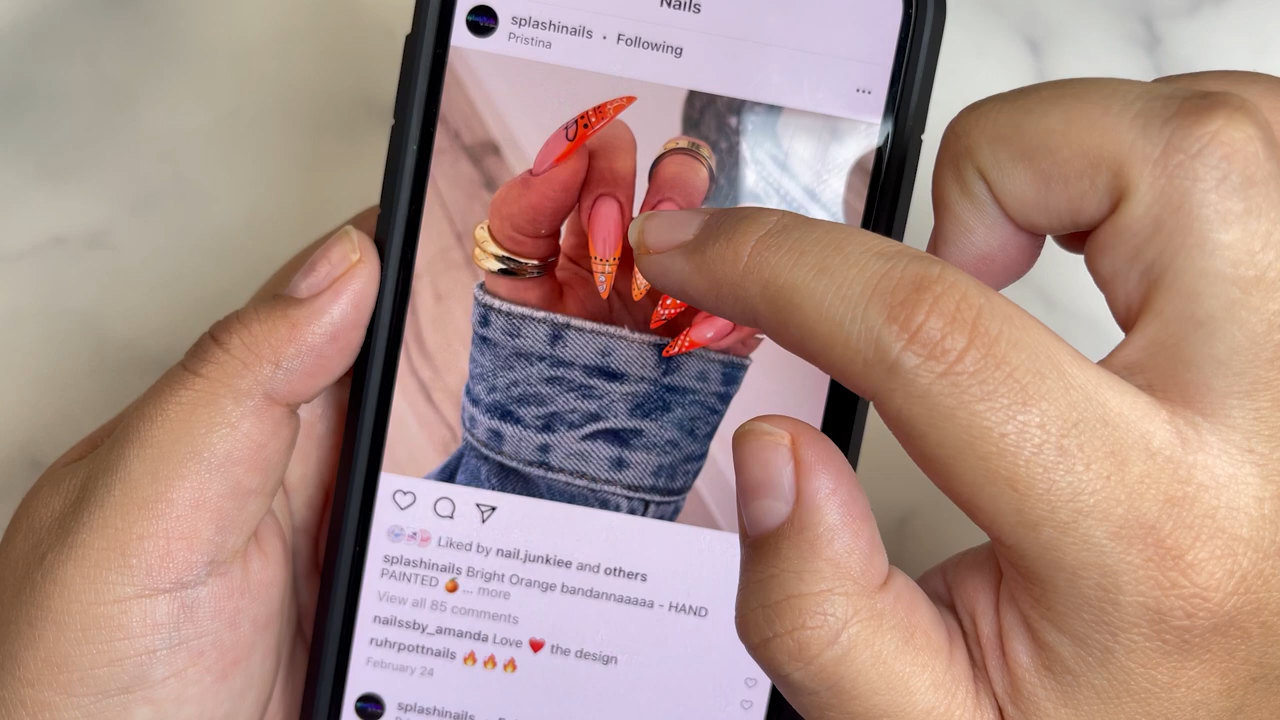 Nails
splashinails • Following
Pristina
Liked by nail.junkiee and others
splashinails Bright Orange bandannaaaaa - HAND
PAINTED 🍊 ... more
View all 85 comments
nailssby_amanda Love ❤️ the design
ruhrpottnails 🔥🔥🔥
February 24
splashinails